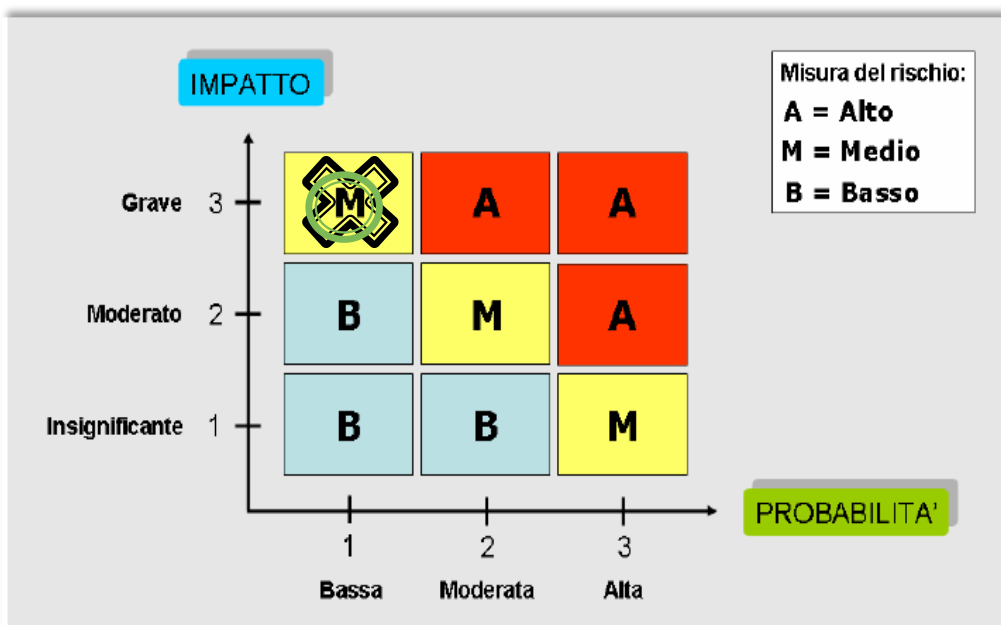 IMPATTO
Misura del rischio:
A = Alto
M = Medio
B = Basso
Grave 3 M A A
Moderato 2 B M A
Insignificante 1 B B M
PROBABILITA'
1 2 3
Bassa Moderata Alta